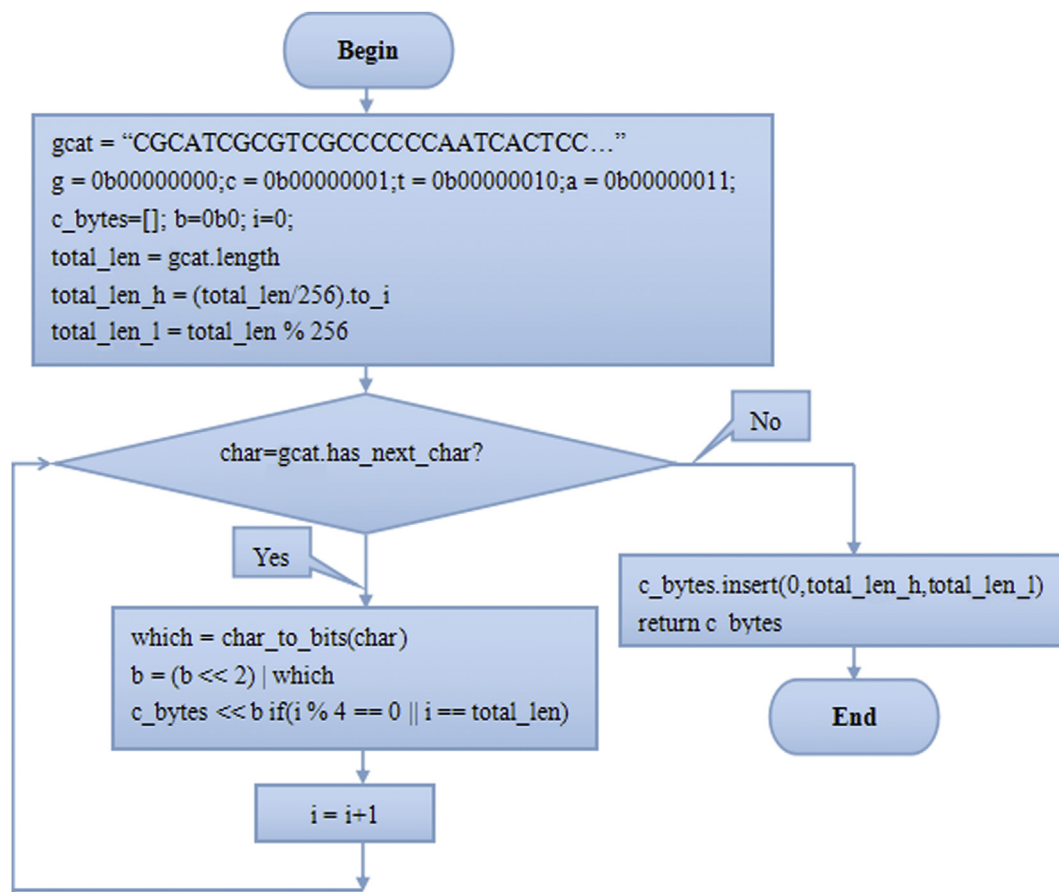 Begin
gcat = “CGCATCGCGTCGCCCCCCAATCACTCC…”
g = 0b00000000;c = 0b00000001;t = 0b00000010;a = 0b00000011;
c_bytes=[]; b=0b0; i=0;
total_len = gcat.length
total_len_h = (total_len/256).to_i
total_len_l = total_len % 256
char=gcat.has_next_char?
No
Yes
which = char_to_bits(char)
b = (b << 2) | which
c_bytes << b if(i % 4 == 0 || i == total_len)
i = i+1
c_bytes.insert(0,total_len_h,total_len_l)
return c_bytes
End